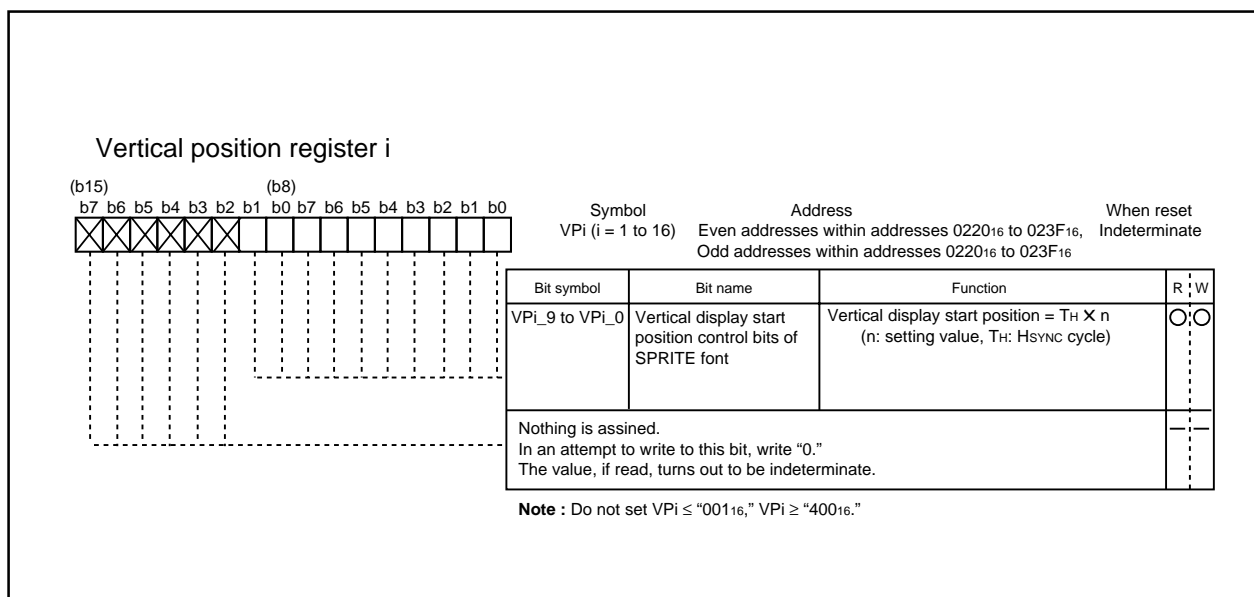 Vertical position register i
(b15) (b8)
b7 b6 b5 b4 b3 b2 b1 b0 b7 b6 b5 b4 b3 b2 b1 b0
Symbol Address When reset
VPi (i = 1 to 16) Even addresses within addresses 022016 to 023F16, Indeterminate
Odd addresses within addresses 022016 to 023F16
Bit symbol Bit name Function R W
VPi_9 to VPi_0 Vertical display start Vertical display start position = TH × n
position control bits of (n: setting value, TH: HSYNC cycle)
SPRITE font
Nothing is assined.
In an attempt to write to this bit, write “0.”
The value, if read, turns out to be indeterminate.
Note : Do not set VPi ≤ “00116,” VPi ≥ “40016.”